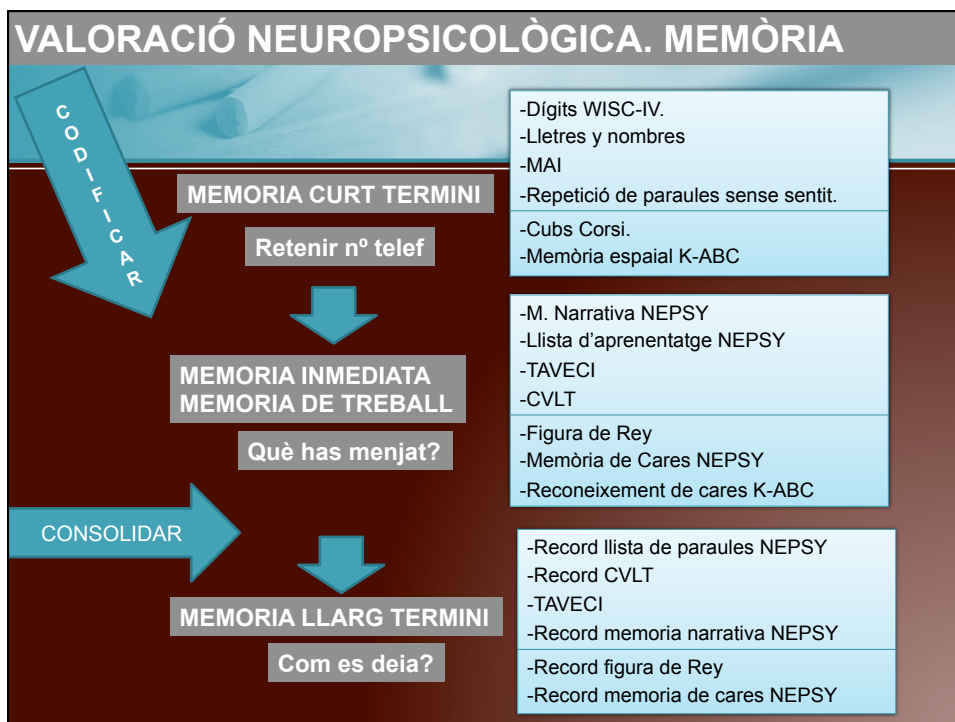 VALORACIÓ NEUROPSICOLÒGICA. MEMÒRIA
CODIFICAR
MEMORIA CURT TERMINI
Retenir nº telef
-Dígits WISC-IV.
-Lletres y nombres
-MAI
-Repetició de paraules sense sentit.
-Cubs Corsi.
-Memòria espaial K-ABC
MEMORIA INMEDIATA
MEMORIA DE TREBALL
Què has menjat?
-M. Narrativa NEPSY
-Llista d’aprenentatge NEPSY
-TAVECI
-CVLT
-Figura de Rey
-Memòria de Cares NEPSY
-Reconeixement de cares K-ABC
CONSOLIDAR
MEMORIA LLARG TERMINI
Com es deia?
-Record llista de paraules NEPSY
-Record CVLT
-TAVECI
-Record memoria narrativa NEPSY
-Record figura de Rey
-Record memoria de cares NEPSY